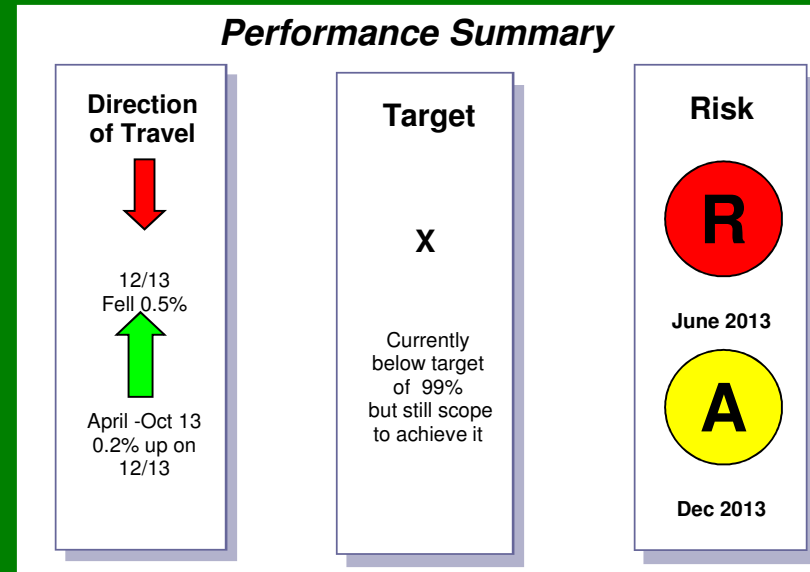 Performance Summary
Direction
of Travel
12/13
Fell 0.5%
April -Oct 13
0.2% up on
12/13
Target
X
Currently
below target
of 99%
but still scope
to achieve it
Risk
R
June 2013
A
Dec 2013